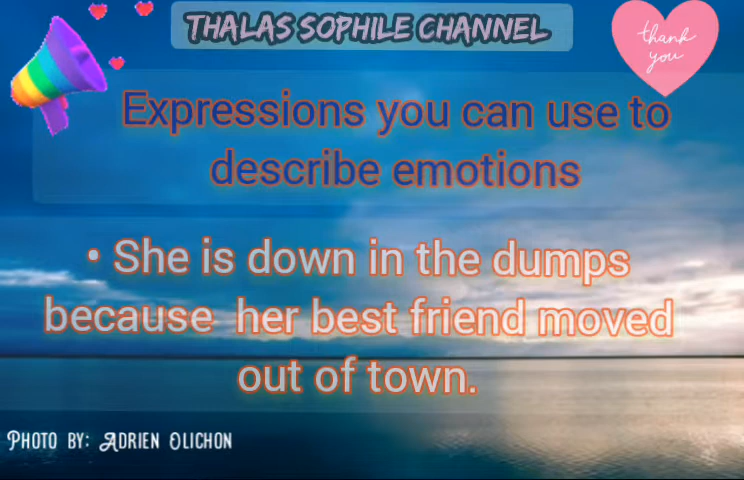 THALAS SOPHILE CHANNEL
thank
you
Expressions you can use to
describe emotions
• She is down in the dumps
because her best friend moved
out of town.
PHOTO BY: ADRIEN OLICHON